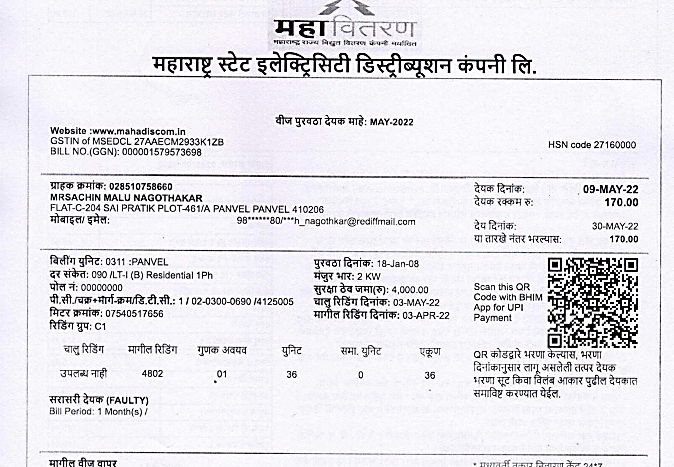 महावितरण
महाराष्ट्र राज्य विद्युत वितरण कंपनी मर्यादित
महाराष्ट्र स्टेट इलेक्ट्रिसिटी डिस्ट्रीब्यूशन कंपनी लि.
वीज पुरवठा देयक माहे: MAY-2022
Website :www.mahadiscom.in
GSTIN of MSEDCL 27AAECM2933K1ZB
BILL NO.(GGN): 000001579573698
HSN code 27160000
ग्राहक क्रमांक: 028510758660
MRSACHIN MALU NAGOTHAKAR
FLAT-C-204 SAI PRATIK PLOT-461/A PANVEL PANVEL 410206
मोबाइल/ इमेल: 98******80/***h_nagothkar@rediffmail.com
देयक दिनांक: 09-MAY-22
देयक रक्कम रु: 170.00
देय दिनांक: 30-MAY-22
या तारखे नंतर भरल्यास: 170.00
बिलींग युनिट: 0311 :PANVEL
दर संकेत: 090 /LT-I (B) Residential 1Ph
पोल नं: 00000000
पी.सी./चक्र+मार्ग-क्रम/डि.टी.सी.: 1 / 02-0300-0690 /4125005
मिटर क्रमांक: 07540517656
रिडिंग ग्रुप: C1
पुरवठा दिनांक: 18-Jan-08
मंजुर भार: 2 KW
सुरक्षा ठेव जमा(रु): 4,000.00
चालु रिडिंग दिनांक: 03-MAY-22
मागील रिडिंग दिनांक: 03-APR-22
Scan this QR
Code with BHIM
App for UPI
Payment
चालु रिडिंग मागील रिडिंग गुणक अवयव युनिट समा. युनिट एकूण
उपलब्ध नाही 4802 01 36 0 36
QR कोडद्वारे भरणा केल्यास, भरणा
दिनांकानुसार लागू असलेली तत्पर देयक
भरणा सूट किंवा विलंब आकार पुढील देयकात
समाविष्ट करण्यात येईल.
सरासरी देयक (FAULTY)
Bill Period: 1 Month(s) /
मागील वीज वापर
* मध्यवर्ती तक्रार निवारण केंद्र 24*7